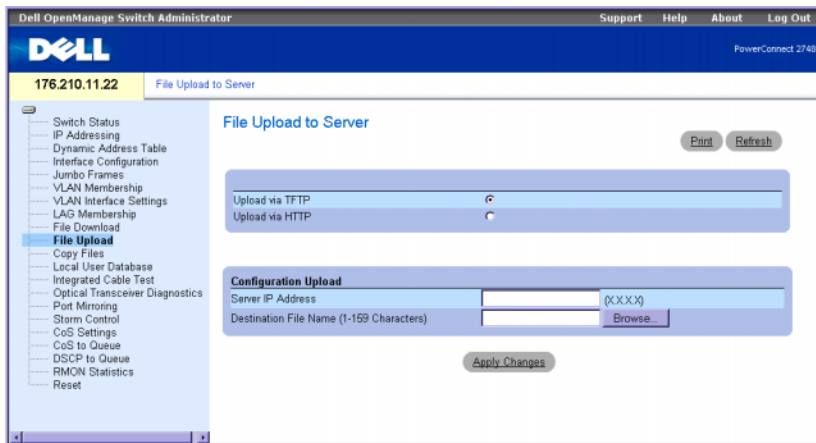 Dell OpenManage Switch Administrator
Support Help About Log Out
DELL
PowerConnect 2748
176.210.11.22
File Upload to Server
Switch Status
IP Addressing
Dynamic Address Table
Interface Configuration
Jumbo Frames
VLAN Membership
VLAN Interface Settings
LAG Membership
File Download
File Upload
Copy Files
Local User Database
Integrated Cable Test
Optical Transceiver Diagnostics
Port Mirroring
Storm Control
CoS Settings
CoS to Queue
DSCP to Queue
RMON Statistics
Reset
File Upload to Server
Print Refresh
Upload via TFTP
Upload via HTTP
Configuration Upload
Server IP Address (X.X.X.X)
Destination File Name (1-159 Characters) Browse...
Apply Changes